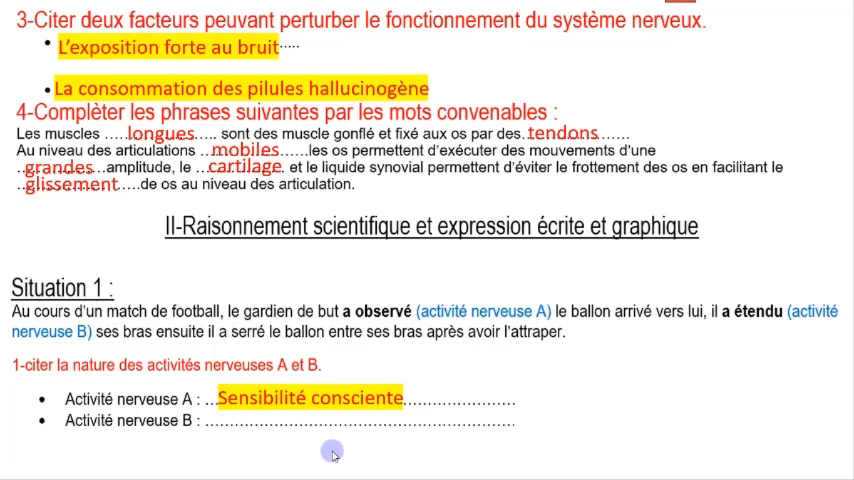 3-Citer deux facteurs peuvant perturber le fonctionnement du système nerveux.
• L'exposition forte au bruit.....
• La consommation des pilules hallucinogène
4-Complèter les phrases suivantes par les mots convenables :
Les muscles .....longues..... sont des muscle gonflé et fixé aux os par des.tendons.......
Au niveau des articulations ...mobiles......les os permettent d'exécuter des mouvements d'une
..grandes...amplitude, le ...cartilage.. et le liquide synovial permettent d'éviter le frottement des os en facilitant le
..glissement.....de os au niveau des articulation.
II-Raisonnement scientifique et expression écrite et graphique
Situation 1 :
Au cours d'un match de football, le gardien de but a observé (activité nerveuse A) le ballon arrivé vers lui, il a étendu (activité
nerveuse B) ses bras ensuite il a serré le ballon entre ses bras après avoir l'attraper.
1-citer la nature des activités nerveuses A et B.
• Activité nerveuse A : ...Sensibilité consciente........................
• Activité nerveuse B : ............................................................